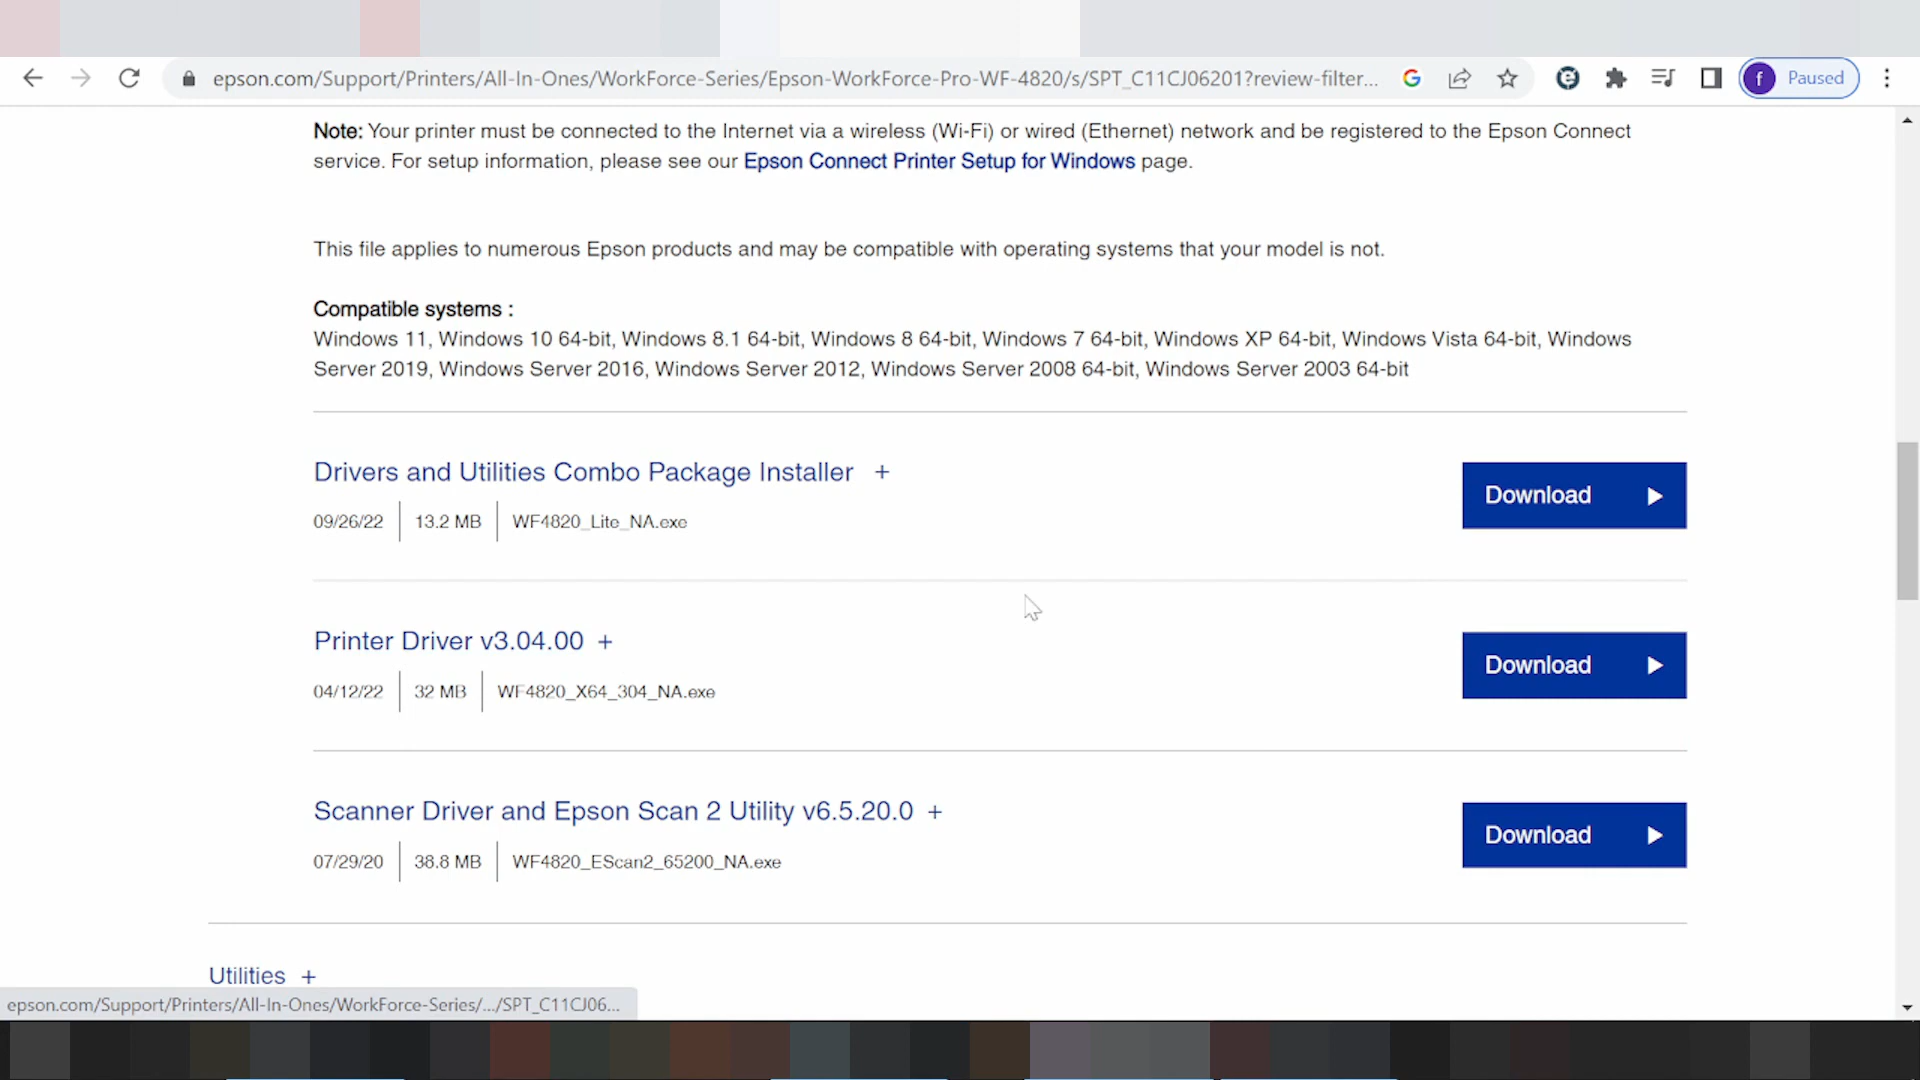 epson.com/Support/Printers/All-In-Ones/WorkForce-Series/Epson-WorkForce-Pro-WF-4820/s/SPT_C11CJ06201?review-filter...
G
f Paused
Note: Your printer must be connected to the Internet via a wireless (Wi-Fi) or wired (Ethernet) network and be registered to the Epson Connect
service. For setup information, please see our Epson Connect Printer Setup for Windows page.
This file applies to numerous Epson products and may be compatible with operating systems that your model is not.
Compatible systems :
Windows 11, Windows 10 64-bit, Windows 8.1 64-bit, Windows 8 64-bit, Windows 7 64-bit, Windows XP 64-bit, Windows Vista 64-bit, Windows
Server 2019, Windows Server 2016, Windows Server 2012, Windows Server 2008 64-bit, Windows Server 2003 64-bit
Drivers and Utilities Combo Package Installer +
09/26/22 13.2 MB WF4820_Lite_NA.exe
Download
Printer Driver v3.04.00 +
04/12/22 32 MB WF4820_X64_304_NA.exe
Download
Scanner Driver and Epson Scan 2 Utility v6.5.20.0 +
07/29/20 38.8 MB WF4820_EScan2_65200_NA.exe
Download
Utilities +
epson.com/Support/Printers/All-In-Ones/WorkForce-Series/.../SPT_C11CJ06...